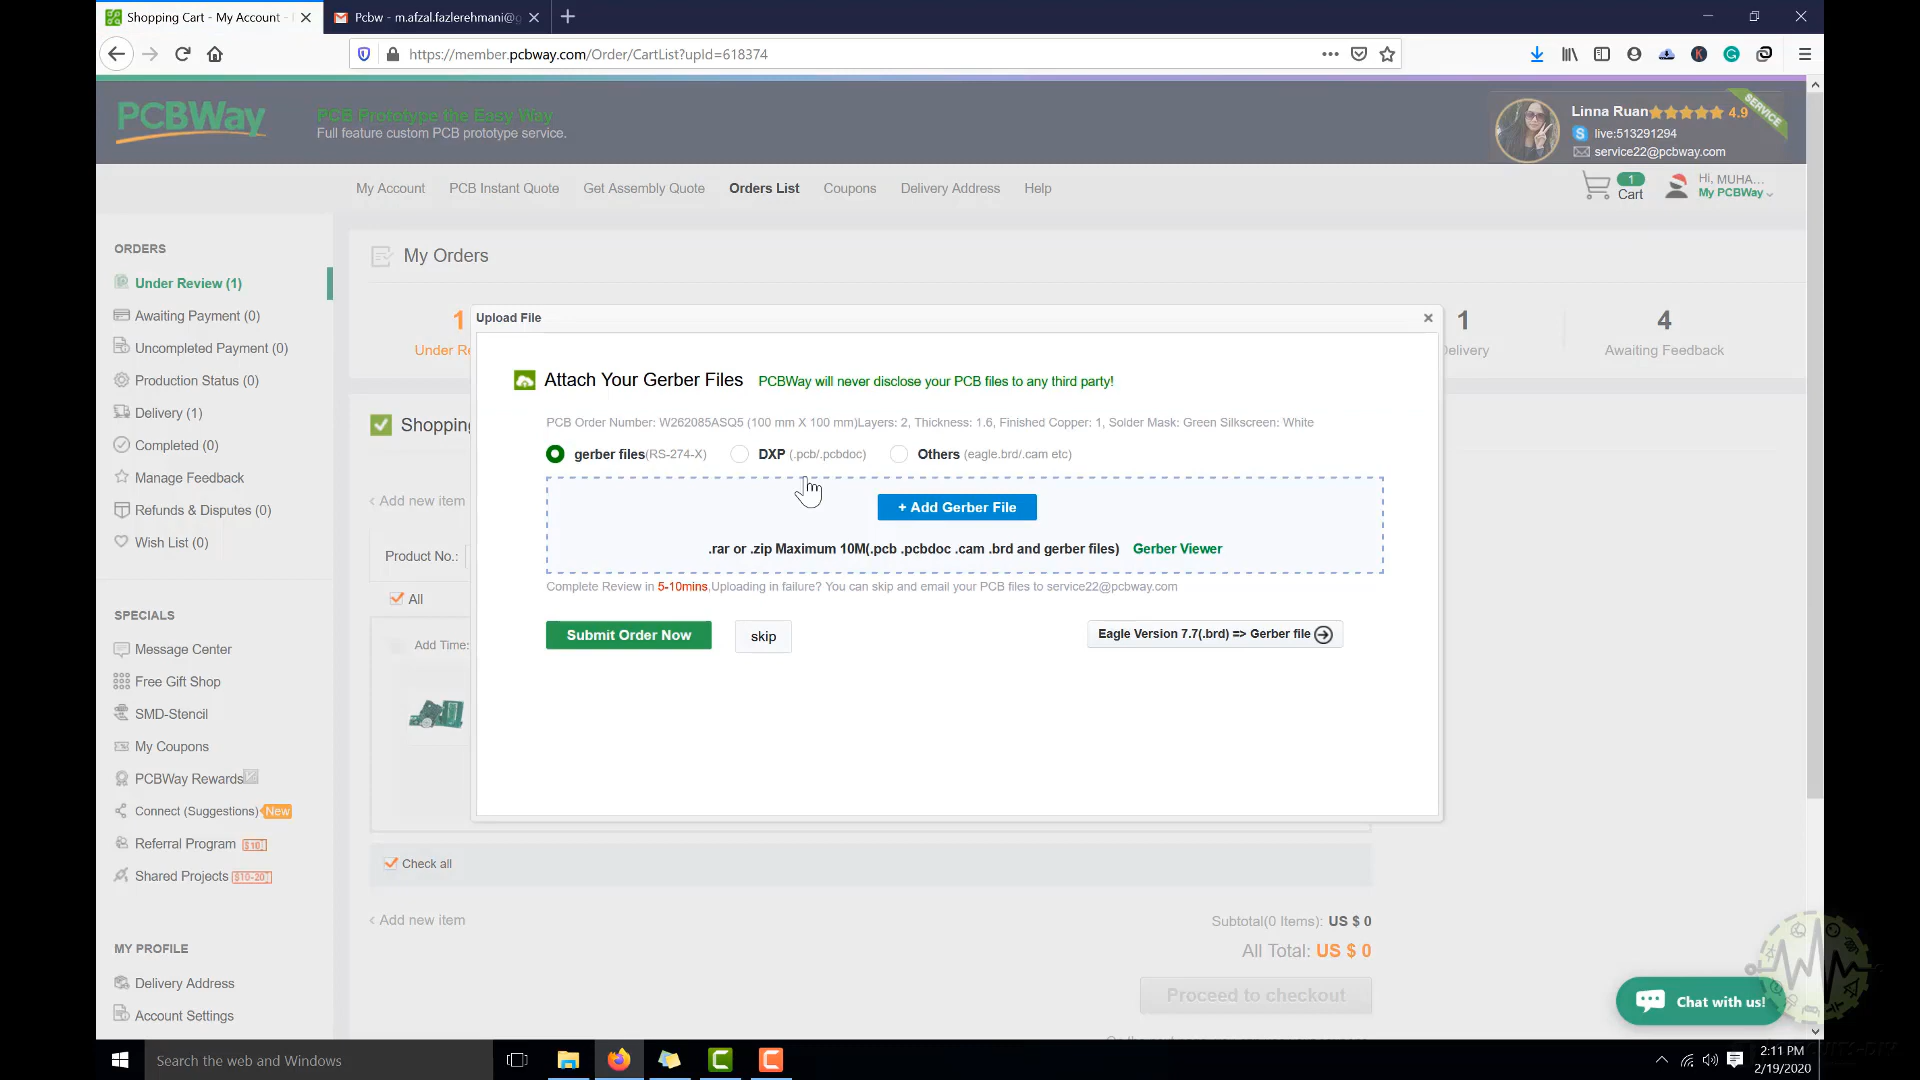 Shopping Cart - My Account -
Pcbw - m.afzal.fazlerehmani@g
https://member.pcbway.com/Order/CartList?upId=618374
PCBWay
PCB Prototype the Easy Way
Full feature custom PCB prototype service.
Linna Ruan 4.9
live:513291294
service22@pcbway.com
SERVICE
My Account PCB Instant Quote Get Assembly Quote Orders List Coupons Delivery Address Help
1
Cart
Hi, MUHA...
My PCBWay
ORDERS
Under Review (1)
Awaiting Payment (0)
Uncompleted Payment (0)
Production Status (0)
Delivery (1)
Completed (0)
Manage Feedback
Refunds & Disputes (0)
Wish List (0)
SPECIALS
Message Center
Free Gift Shop
SMD-Stencil
My Coupons
PCBWay Rewards
Connect (Suggestions) New
Referral Program $10
Shared Projects $10-20
MY PROFILE
Delivery Address
Account Settings
My Orders
1
Under Re
1
elivery
4
Awaiting Feedback
Shopping
< Add new item
Product No.:
All
Add Time:
Upload File
×
Attach Your Gerber Files PCBWay will never disclose your PCB files to any third party!
PCB Order Number: W262085ASQ5 (100 mm X 100 mm)Layers: 2, Thickness: 1.6, Finished Copper: 1, Solder Mask: Green Silkscreen: White
gerber files(RS-274-X) DXP (.pcb/.pcbdoc) Others (eagle.brd/.cam etc)
+ Add Gerber File
.rar or .zip Maximum 10M(.pcb .pcbdoc .cam .brd and gerber files) Gerber Viewer
Complete Review in 5-10mins,Uploading in failure? You can skip and email your PCB files to service22@pcbway.com
Submit Order Now
skip
Eagle Version 7.7(.brd) => Gerber file
Check all
< Add new item
Subtotal(0 Items): US $ 0
All Total: US $ 0
Proceed to checkout
Chat with us!
Search the web and Windows
2:11 PM
2/19/2020